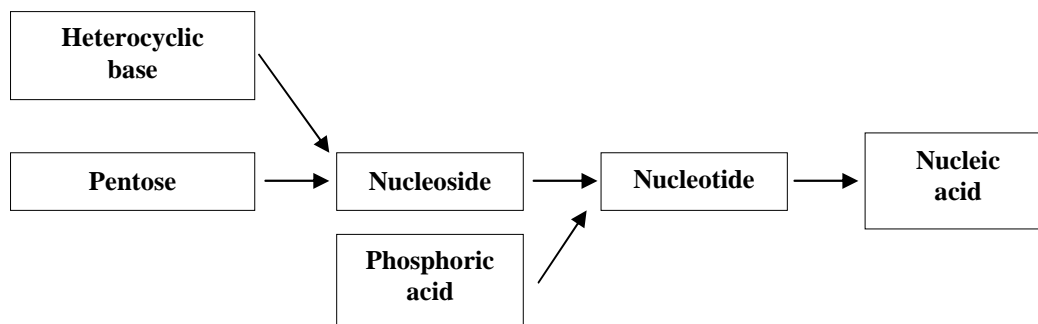 Heterocyclic
base
Pentose
Nucleoside
Nucleotide
Nucleic
acid
Phosphoric
acid